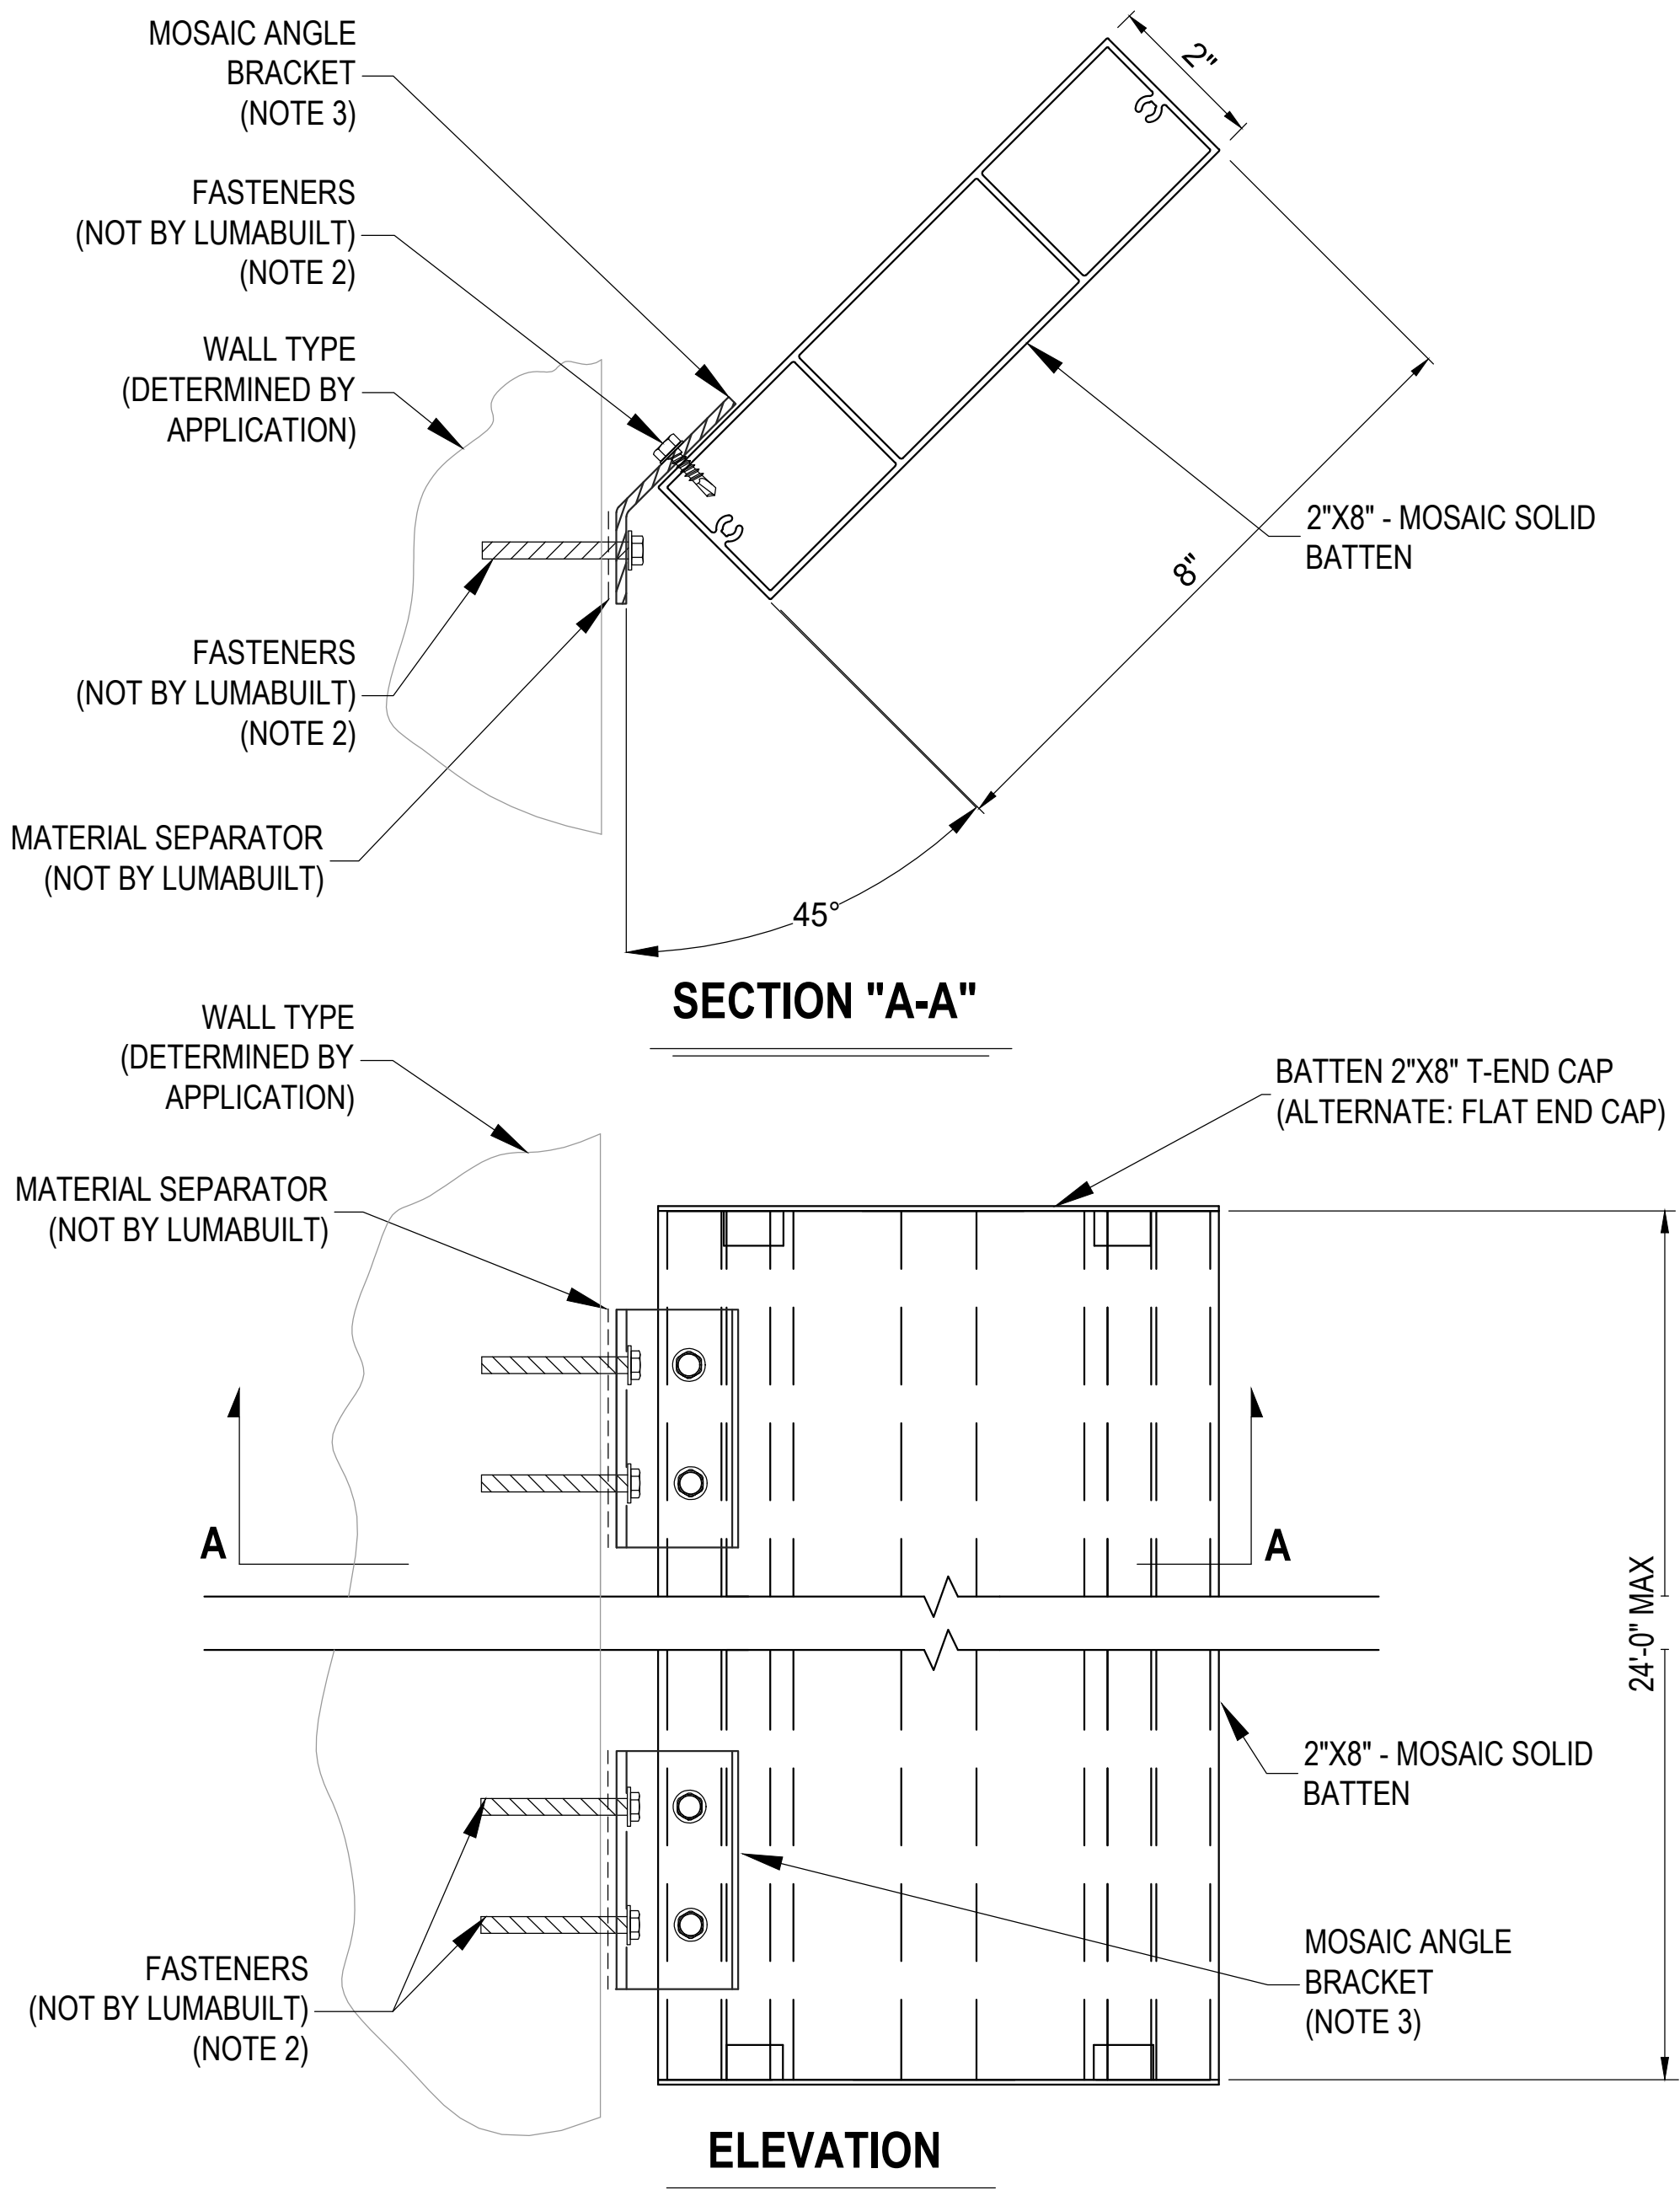 MOSAIC ANGLE
BRACKET
(NOTE 3)
2"
FASTENERS
(NOT BY LUMABUILT)
(NOTE 2)
WALL TYPE
(DETERMINED BY
APPLICATION)
2"X8" - MOSAIC SOLID
BATTEN
8"
FASTENERS
(NOT BY LUMABUILT)
(NOTE 2)
MATERIAL SEPARATOR
(NOT BY LUMABUILT)
45°
SECTION "A-A"
WALL TYPE
(DETERMINED BY
APPLICATION)
BATTEN 2"X8" T-END CAP
(ALTERNATE: FLAT END CAP)
MATERIAL SEPARATOR
(NOT BY LUMABUILT)
A
A
24'-0" MAX
2"X8" - MOSAIC SOLID
BATTEN
MOSAIC ANGLE
BRACKET
(NOTE 3)
FASTENERS
(NOT BY LUMABUILT)
(NOTE 2)
ELEVATION